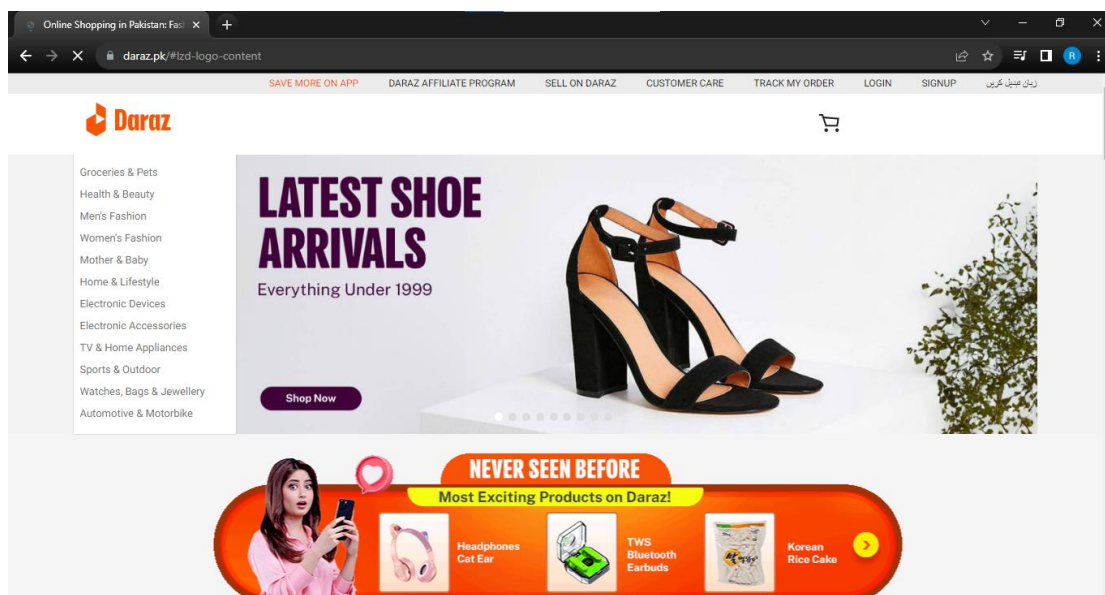 Online Shopping in Pakistan: Fas
daraz.pk/#lzd-logo-content
R
SAVE MORE ON APP DARAZ AFFILIATE PROGRAM SELL ON DARAZ CUSTOMER CARE TRACK MY ORDER LOGIN SIGNUP زبان تبدیل کریں
Daraz
Groceries & Pets
Health & Beauty
Men's Fashion
Women's Fashion
Mother & Baby
Home & Lifestyle
Electronic Devices
Electronic Accessories
TV & Home Appliances
Sports & Outdoor
Watches, Bags & Jewellery
Automotive & Motorbike
LATEST SHOE
ARRIVALS
Everything Under 1999
Shop Now
NEVER SEEN BEFORE
Most Exciting Products on Daraz!
Headphones
Cat Ear
TWS
Bluetooth
Earbuds
Korean
Rice Cake